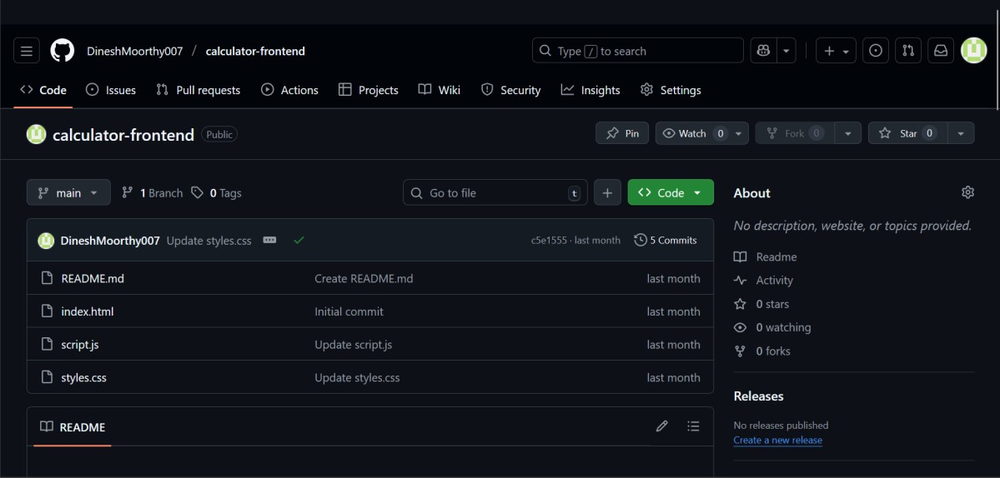 DineshMoorthy007 / calculator-frontend Type / to search
Code Issues Pull requests Actions Projects Wiki Security Insights Settings
calculator-frontend Public Pin Watch 0 Fork 0 Star 0
main 1 Branch 0 Tags Go to file t + Code
About
No description, website, or topics provided.
DineshMoorthy007 Update styles.css c5e1555 · last month 5 Commits
README.md Create README.md last month
index.html Initial commit last month
script.js Update script.js last month
styles.css Update styles.css last month
README
Readme
Activity
0 stars
0 watching
0 forks
Releases
No releases published
Create a new release